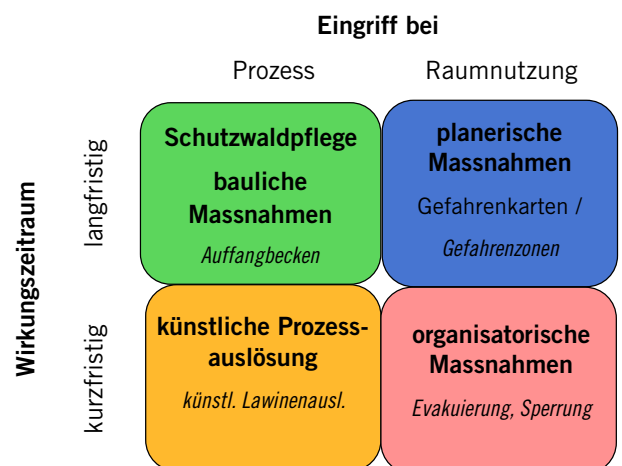 Eingriff bei
Prozess
Raumnutzung
Wirkungszeitraum
langfristig
Schutzwaldpflege
bauliche
Massnahmen
Auffangbecken
planerische
Massnahmen
Gefahrenkarten /
Gefahrenzonen
kurzfristig
künstliche Prozess-
auslösung
künstl. Lawinenausl.
organisatorische
Massnahmen
Evakuierung, Sperrung